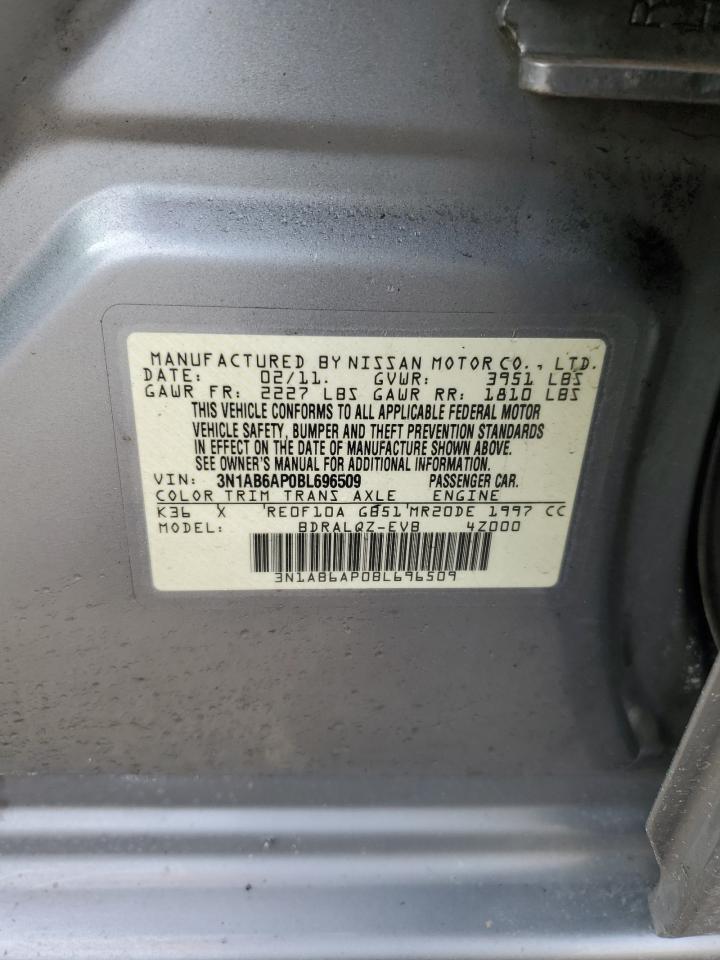 MANUFACTURED BY NISSAN MOTOR CO., LTD.
DATE: 02/11. GVWR: 3951 LBS
GAWR FR: 2227 LBS GAWR RR: 1810 LBS
THIS VEHICLE CONFORMS TO ALL APPLICABLE FEDERAL MOTOR
VEHICLE SAFETY, BUMPER AND THEFT PREVENTION STANDARDS
IN EFFECT ON THE DATE OF MANUFACTURE SHOWN ABOVE.
SEE OWNER'S MANUAL FOR ADDITIONAL INFORMATION.
VIN: 3N1AB6AP0BL696509 PASSENGER CAR.
COLOR TRIM TRANS AXLE ENGINE
K36 X 'RE0F10A GB51'MR20DE 1997 CC
MODEL: BDRALQZ-EVB 4Z000
3N1AB6AP0BL696509